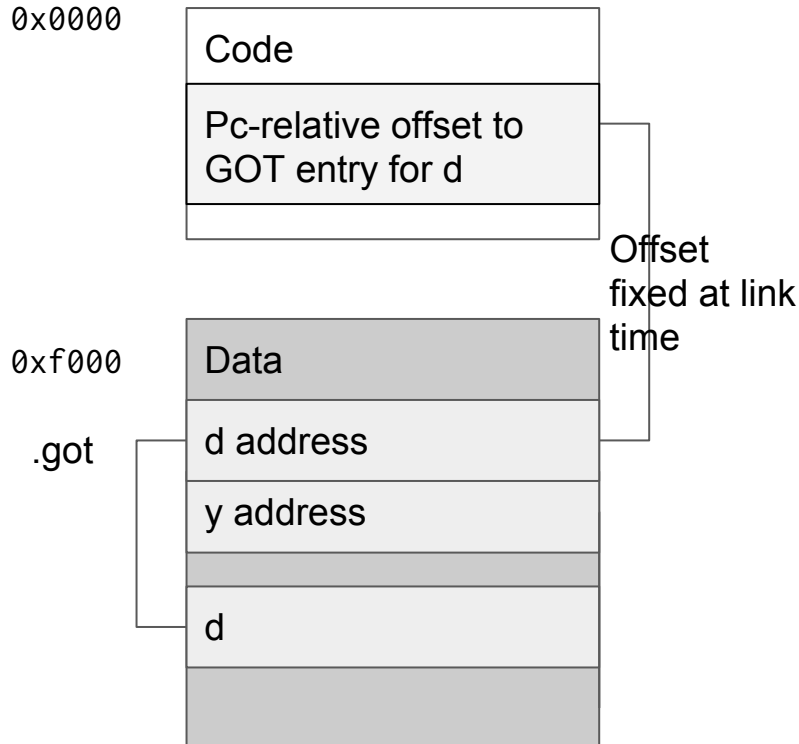 0x0000
Code
Pc-relative offset to
GOT entry for d
Offset
fixed at link
time
0xf000
Data
.got
d address
y address
d